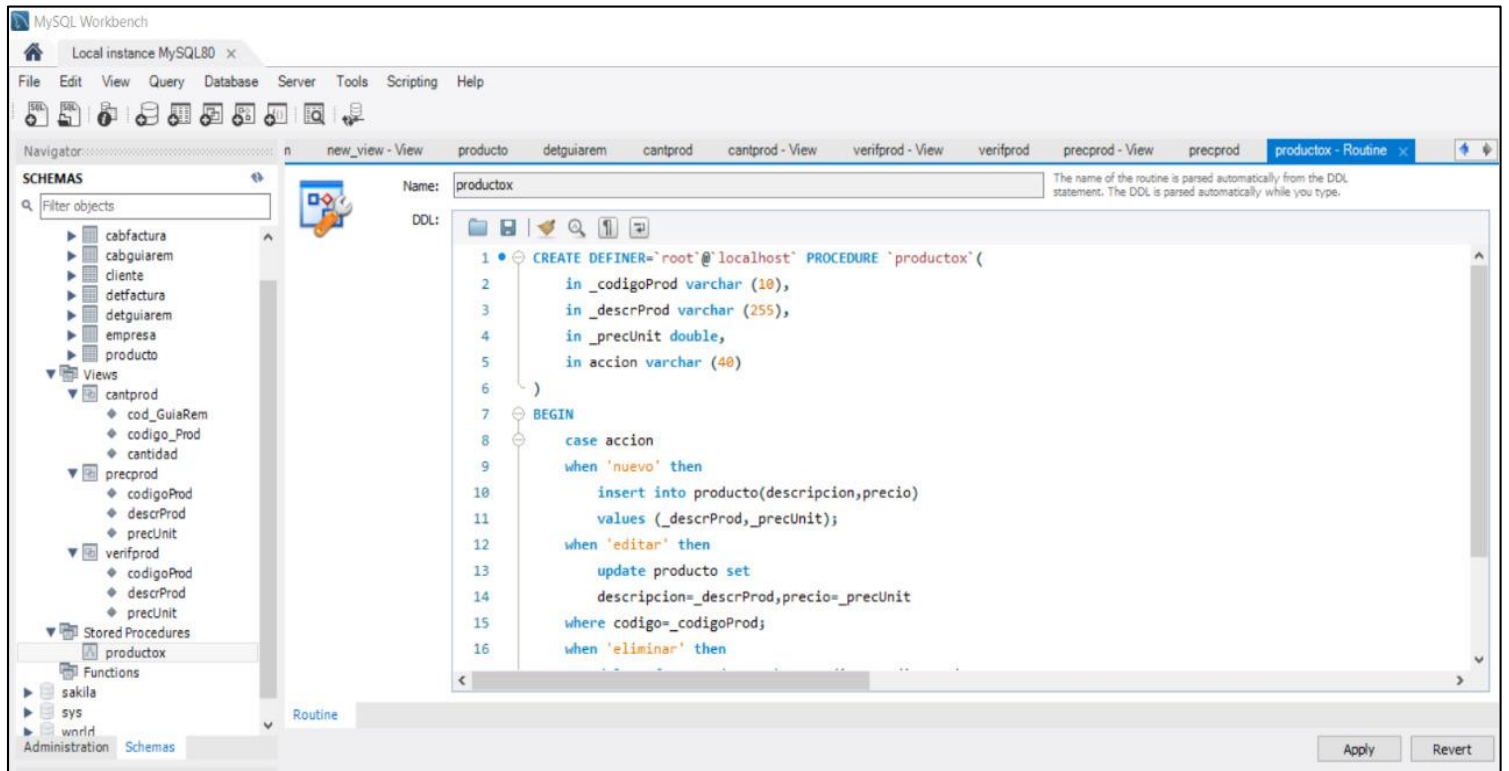 MySQL Workbench
Local instance MySQL80 ×
File Edit View Query Database Server Tools Scripting Help
Navigator
n new_view - View producto detguiarem cantprod cantprod - View verifprod - View verifprod precprod - View precprod productox - Routine ×
SCHEMAS
Filter objects
cabfactura
cabguiarem
cliente
detfactura
detguiarem
empresa
producto
Views
cantprod
cod_GuiaRem
codigo_Prod
cantidad
precprod
codigoProd
descrProd
precUnit
verifprod
codigoProd
descrProd
precUnit
Stored Procedures
productox
Functions
sakila
sys
world
Administration Schemas
Name: productox
The name of the routine is parsed automatically from the DDL
statement. The DDL is parsed automatically while you type.
DDL:
1 CREATE DEFINER=`root`@`localhost` PROCEDURE `productox`(
2 in _codigoProd varchar (10),
3 in _descrProd varchar (255),
4 in _precUnit double,
5 in accion varchar (40)
6 )
7 BEGIN
8 case accion
9 when 'nuevo' then
10 insert into producto(descripcion,precio)
11 values (_descrProd,_precUnit);
12 when 'editar' then
13 update producto set
14 descripcion=_descrProd,precio=_precUnit
15 where codigo=_codigoProd;
16 when 'eliminar' then
Routine
Apply Revert